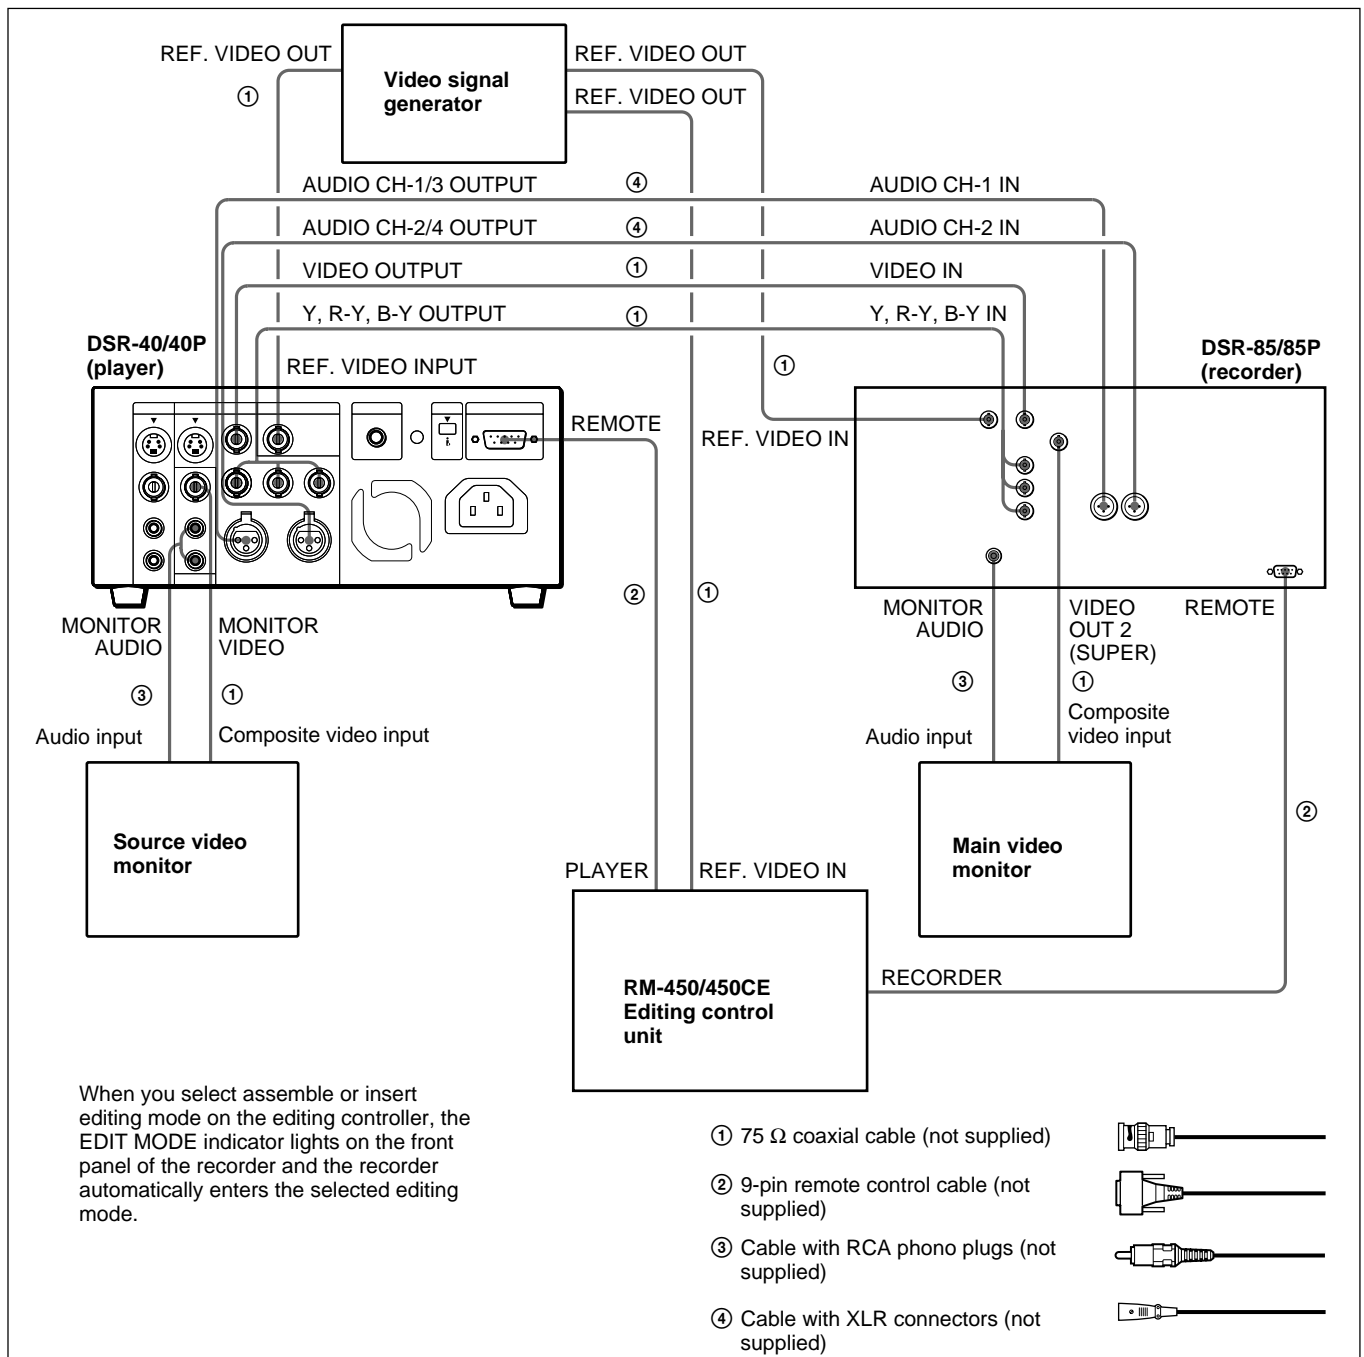 REF. VIDEO OUT
REF. VIDEO OUT
Video signal
generator
①
REF. VIDEO OUT
AUDIO CH-1/3 OUTPUT
④
AUDIO CH-1 IN
AUDIO CH-2/4 OUTPUT
④
AUDIO CH-2 IN
VIDEO OUTPUT
①
VIDEO IN
Y, R-Y, B-Y OUTPUT
①
Y, R-Y, B-Y IN
DSR-40/40P
(player)
REF. VIDEO INPUT
①
DSR-85/85P
(recorder)
REMOTE
REF. VIDEO IN
②
①
MONITOR
AUDIO
MONITOR
VIDEO
MONITOR
AUDIO
VIDEO
OUT 2
(SUPER)
REMOTE
③
①
③
①
Audio input
Composite video input
Audio input
Composite
video input
②
Source video
monitor
Main video
monitor
PLAYER
REF. VIDEO IN
RM-450/450CE
Editing control
unit
RECORDER
When you select assemble or insert
editing mode on the editing controller, the
EDIT MODE indicator lights on the front
panel of the recorder and the recorder
automatically enters the selected editing
mode.
① 75 Ω coaxial cable (not supplied)
② 9-pin remote control cable (not
supplied)
③ Cable with RCA phono plugs (not
supplied)
④ Cable with XLR connectors (not
supplied)